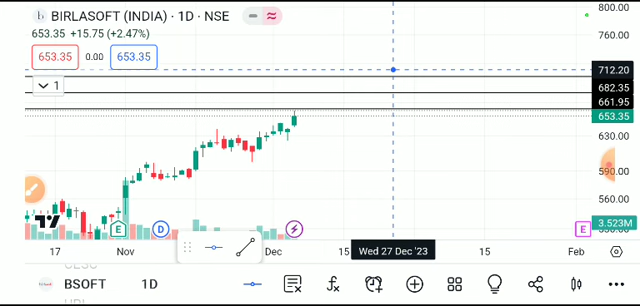 BIRLASOFT (INDIA) · 1D · NSE
653.35 +15.75 (+2.47%)
653.35 0.00 653.35
1
800.00
760.00
712.20
682.35
661.95
653.35
630.00
590.00
560.00
3.523M
E D E
17 Nov Dec 15 Wed 27 Dec '23 15 Feb
BSOFT 1D